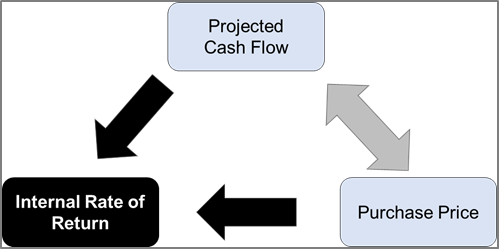 Projected
Cash Flow
Internal Rate of
Return
Purchase Price